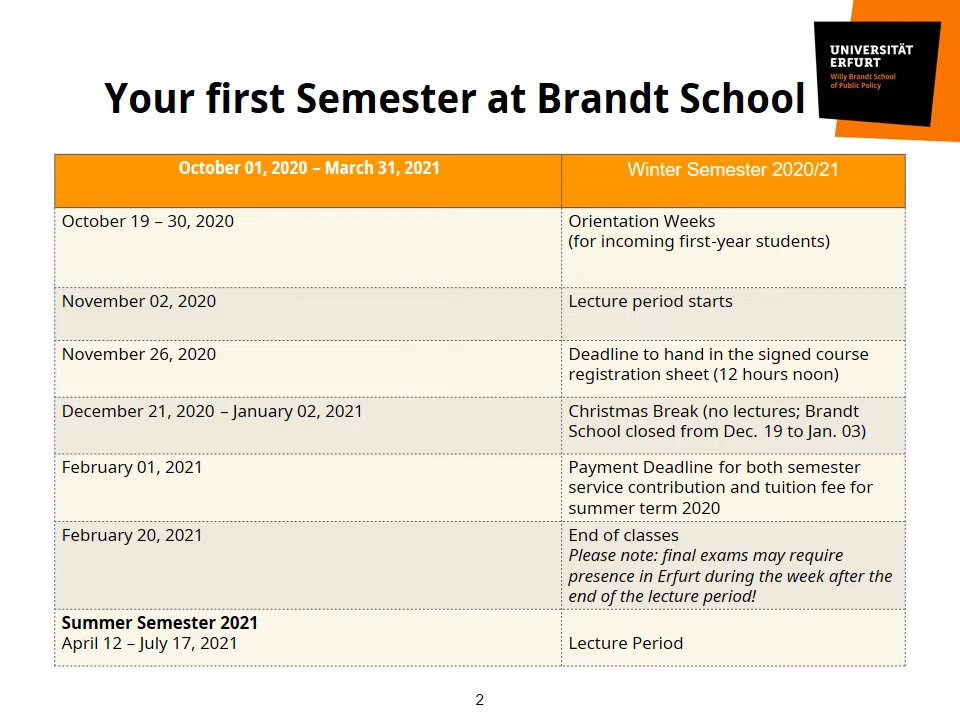 UNIVERSITÄT
ERFURT
Willy Brandt School
of Public Policy
Your first Semester at Brandt School
October 01, 2020 – March 31, 2021
Winter Semester 2020/21
October 19 – 30, 2020
Orientation Weeks
(for incoming first-year students)
November 02, 2020
Lecture period starts
November 26, 2020
Deadline to hand in the signed course
registration sheet (12 hours noon)
December 21, 2020 – January 02, 2021
Christmas Break (no lectures; Brandt
School closed from Dec. 19 to Jan. 03)
February 01, 2021
Payment Deadline for both semester
service contribution and tuition fee for
summer term 2020
February 20, 2021
End of classes
Please note: final exams may require
presence in Erfurt during the week after the
end of the lecture period!
Summer Semester 2021
April 12 – July 17, 2021
Lecture Period
2